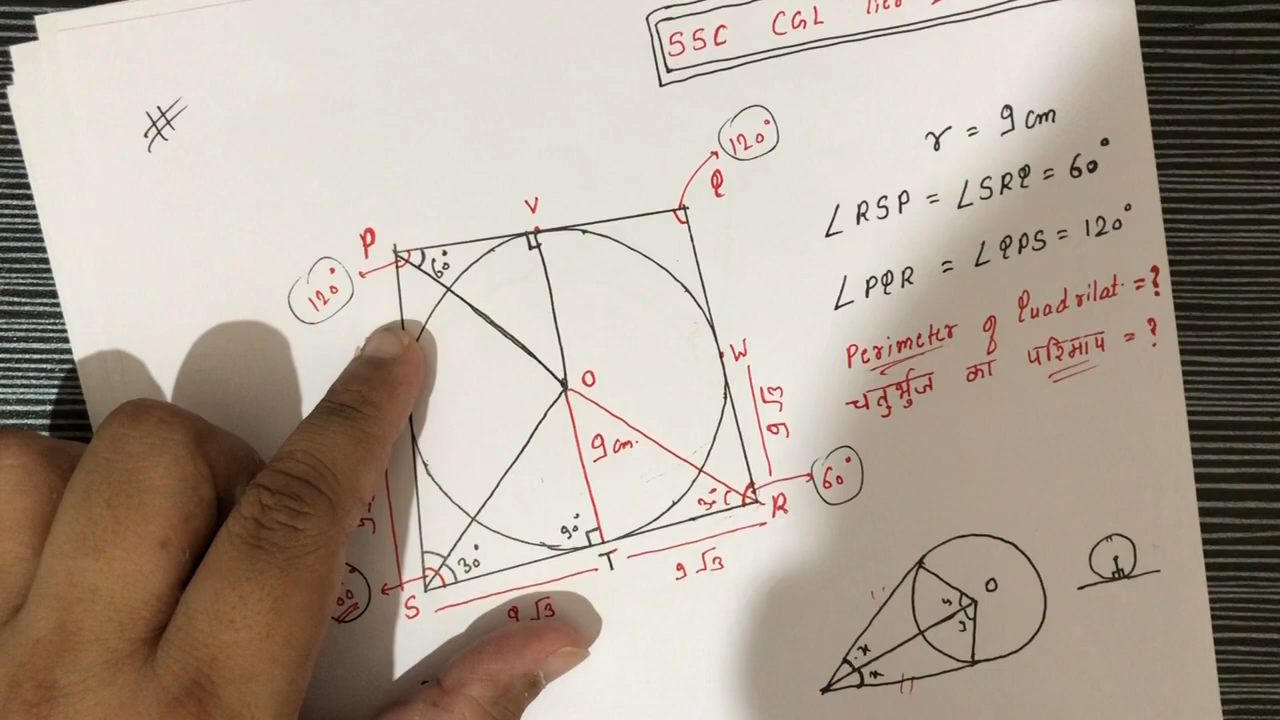 SSC CGL
#
r = 9 cm
∠RSP = ∠SRQ = 60°
∠PQR = ∠QPS = 120°
Perimeter of Quadrilat. = ?
चतुर्भुज का परिमाप = ?
120°
Q
V
P
60°
120°
O
W
9√3
9 cm.
60°
30°
R
90°
T
30°
S
9√3
9√3
O
y
y
x
x